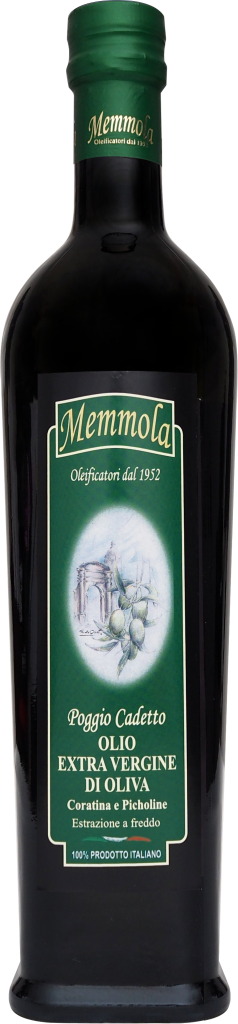 Memmola
Oleificatori dal
Memmola
Oleificatori dal 1952
Poggio Cadetto
OLIO
EXTRA VERGINE
DI OLIVA
Coratina e Picholine
Estrazione a freddo
100% PRODOTTO ITALIANO